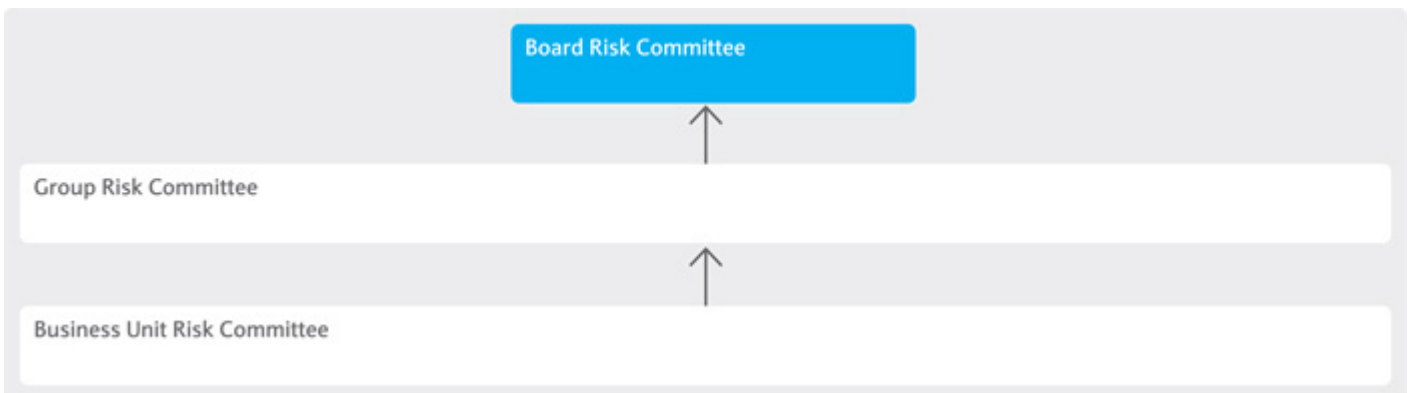 Board Risk Committee
Group Risk Committee
Business Unit Risk Committee